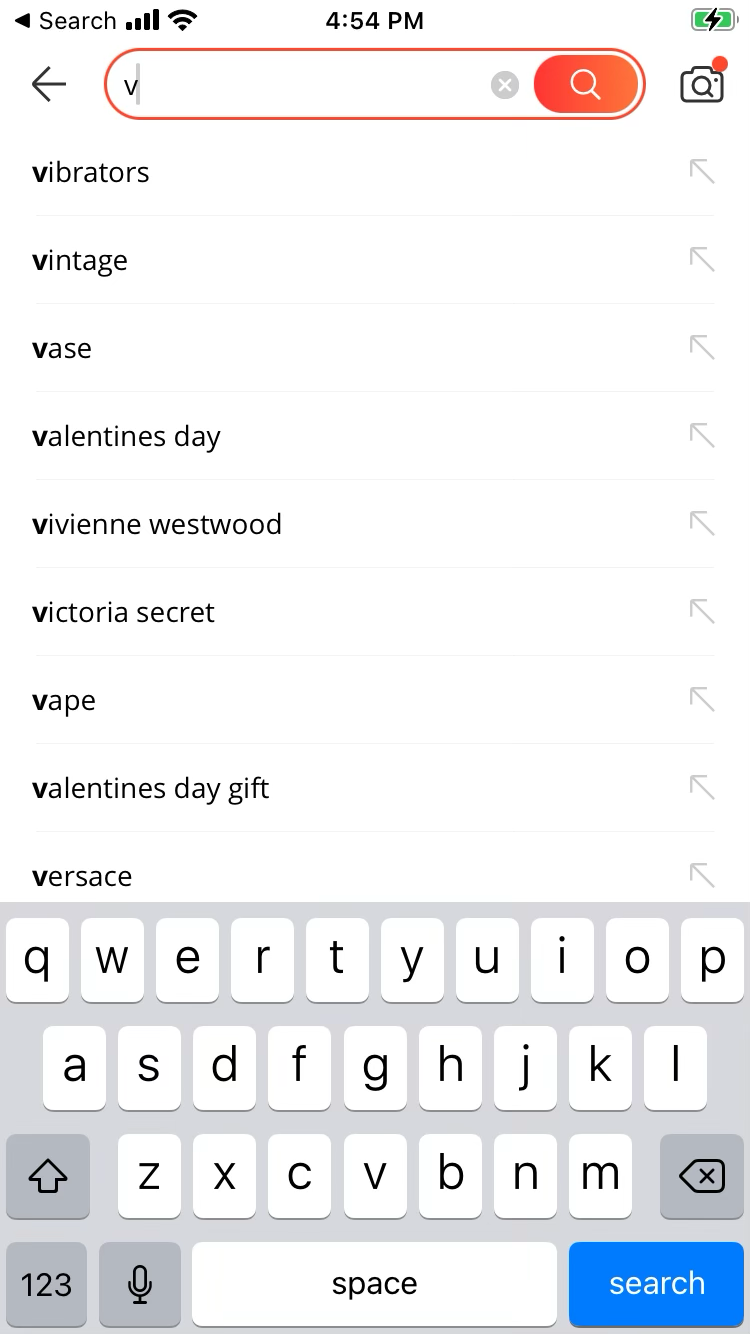 Search 4:54 PM
v
vibrators
vintage
vase
valentines day
vivienne westwood
victoria secret
vape
valentines day gift
versace
q w e r t y u i o p
a s d f g h j k l
z x c v b n m
123 space search